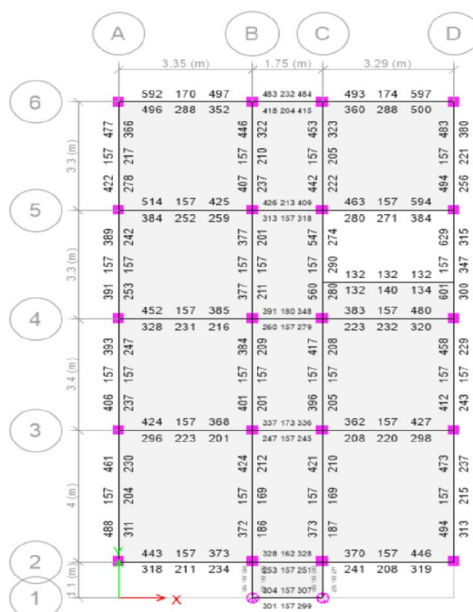 A B C D
3.35 (m) 1.75 (m) 3.29 (m)
6
592 170 497 483 232 484 493 174 597
496 288 352 418 204 415 360 288 500
477 366 446 322 453 323 483 380
3.3 (m) 157 217 157 210 157 205 157 221
422 278 407 237 442 222 494 256
5
514 157 425 426 213 409 463 157 594
384 252 259 313 157 318 280 271 384
389 242 377 201 547 274 629 315
3.3 (m) 157 157 157 157 157 290 157 347
132 132 132
391 253 377 211 560 280 601 300
132 140 134
4
452 157 385 391 180 348 383 157 480
328 231 216 260 157 279 223 232 320
393 247 384 209 417 208 458 229
3.4 (m) 157 157 157 157 157 157 157 157
406 237 401 201 396 205 412 243
3
424 157 368 337 173 336 362 157 427
296 223 201 247 157 245 208 220 298
461 230 424 212 421 210 473 237
4 (m) 157 204 157 169 157 169 157 215
488 311 372 186 373 187 494 313
2
443 157 373 328 162 328 370 157 446
318 211 234 253 157 251 241 208 319
1.1 (m)
Y
1
X
304 157 307
301 157 299